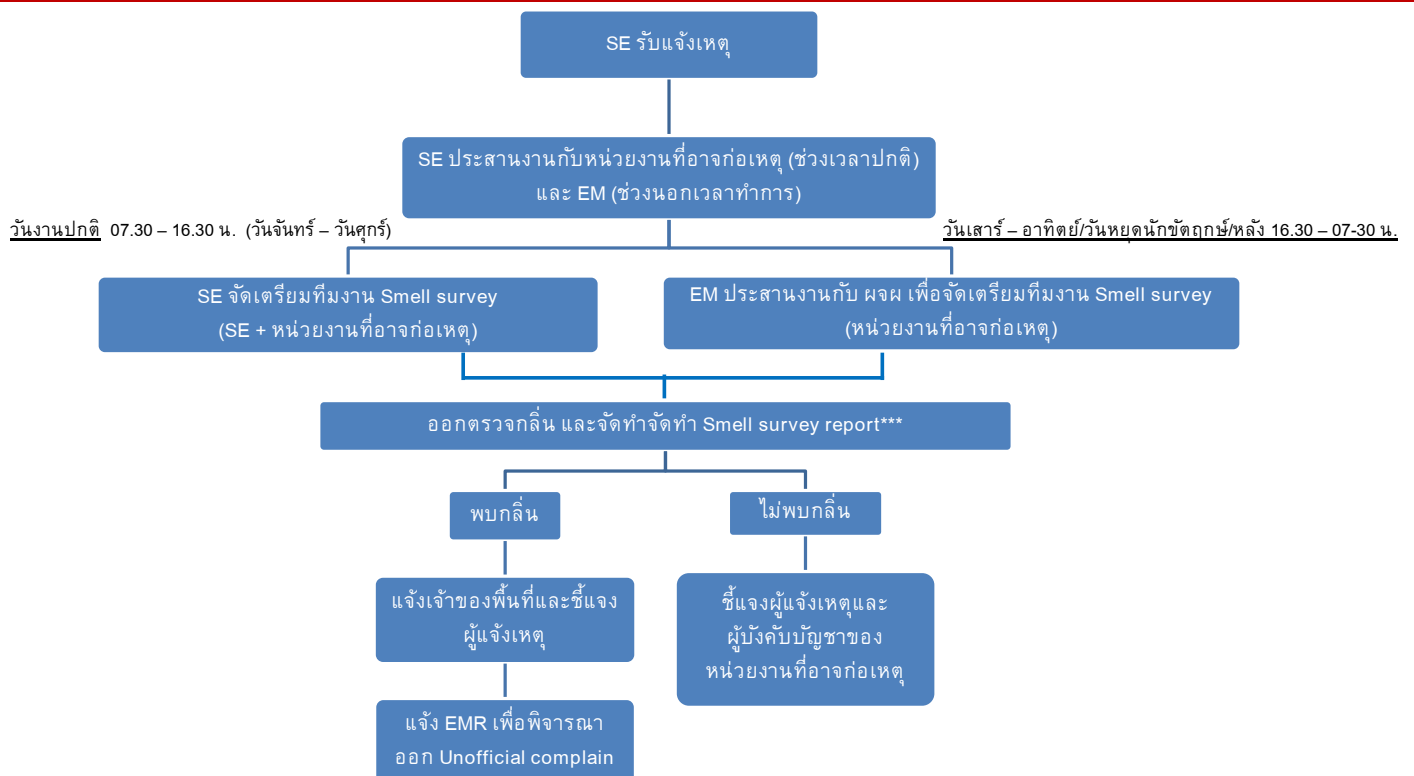 SE รับแจ้งเหตุ
SE ประสานงานกับหน่วยงานที่อาจก่อเหตุ (ช่วงเวลาปกติ)
และ EM (ช่วงนอกเวลาทำการ)
วันงานปกติ 07.30 – 16.30 น. (วันจันทร์ – วันศุกร์)
วันเสาร์ – อาทิตย์/วันหยุดนักขัตฤกษ์/หลัง 16.30 – 07-30 น.
SE จัดเตรียมทีมงาน Smell survey
(SE + หน่วยงานที่อาจก่อเหตุ)
EM ประสานงานกับ ผจผ เพื่อจัดเตรียมทีมงาน Smell survey
(หน่วยงานที่อาจก่อเหตุ)
ออกตรวจกลิ่น และจัดทำจัดทำ Smell survey report***
พบกลิ่น
ไม่พบกลิ่น
แจ้งเจ้าของพื้นที่และชี้แจง
ผู้แจ้งเหตุ
ชี้แจงผู้แจ้งเหตุและ
ผู้บังคับบัญชาของ
หน่วยงานที่อาจก่อเหตุ
แจ้ง EMR เพื่อพิจารณา
ออก Unofficial complain